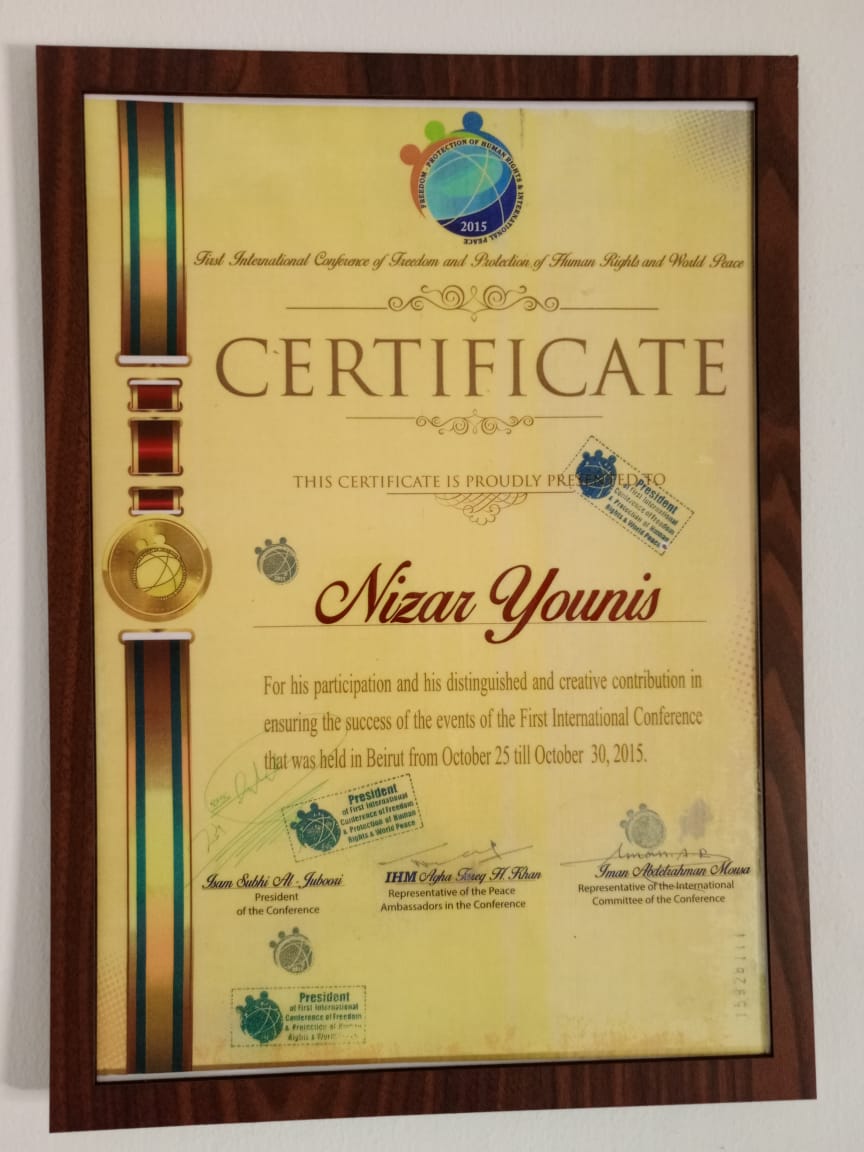 FREEDOM - PROTECTION OF HUMAN RIGHTS & INTERNATIONAL PEACE
2015
First International Conference of Freedom and Protection of Human Rights and World Peace
CERTIFICATE
THIS CERTIFICATE IS PROUDLY PRESENTED TO
President
of First International
Conference of Freedom
& Protection of Human
Rights & World Peace
2015
Nizar Younis
For his participation and his distinguished and creative contribution in
ensuring the success of the events of the First International Conference
that was held in Beirut from October 25 till October 30, 2015.
President
of First International
Conference of Freedom
& Protection of Human
Rights & World Peace
Isam Subhi Al-Juboori
President
of the Conference
IHM Agha Tareg H. Khan
Representative of the Peace
Ambassadors in the Conference
Iman Abdelrahman Mousa
Representative of the International
Committee of the Conference
President
of First International
Conference of Freedom
& Protection of Human
Rights & World